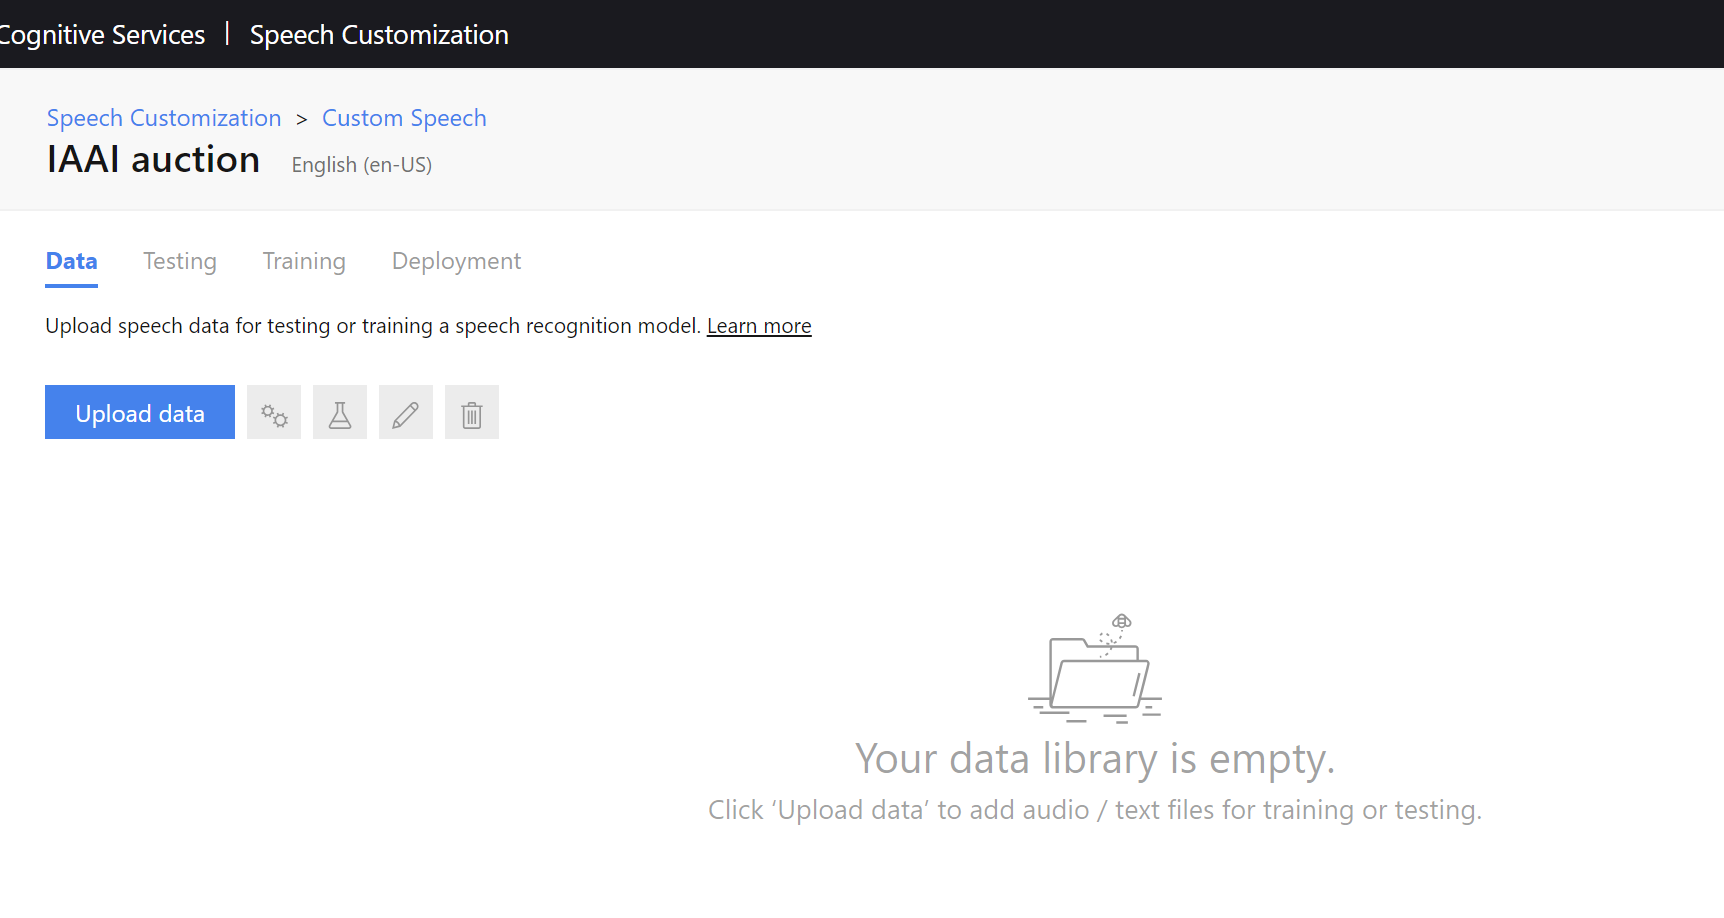 Cognitive Services | Speech Customization
Speech Customization > Custom Speech
IAAI auction English (en-US)
Data Testing Training Deployment
Upload speech data for testing or training a speech recognition model. Learn more
Upload data
Your data library is empty.
Click ‘Upload data’ to add audio / text files for training or testing.